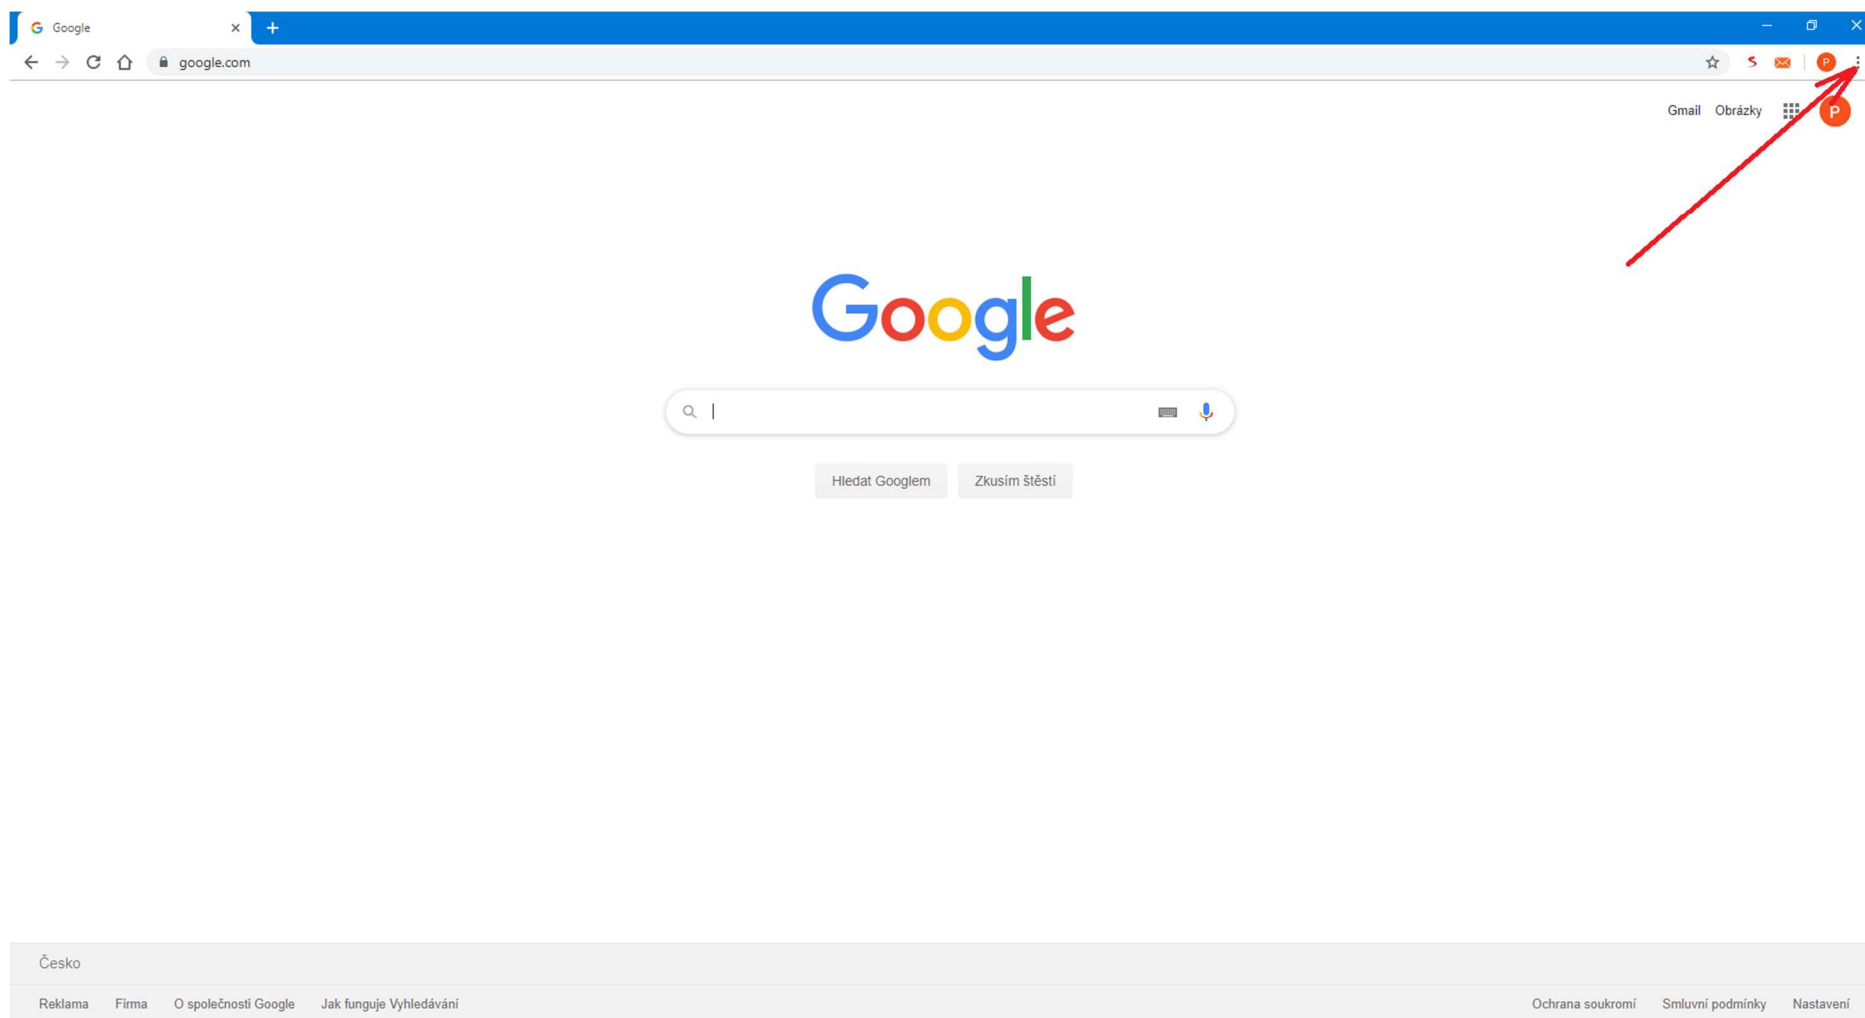 Google
google.com
P
Gmail Obrázky
P
Google
Hledat Googlem Zkusím štěstí
Česko
Reklama Firma O společnosti Google Jak funguje Vyhledávání Ochrana soukromí Smluvní podmínky Nastavení